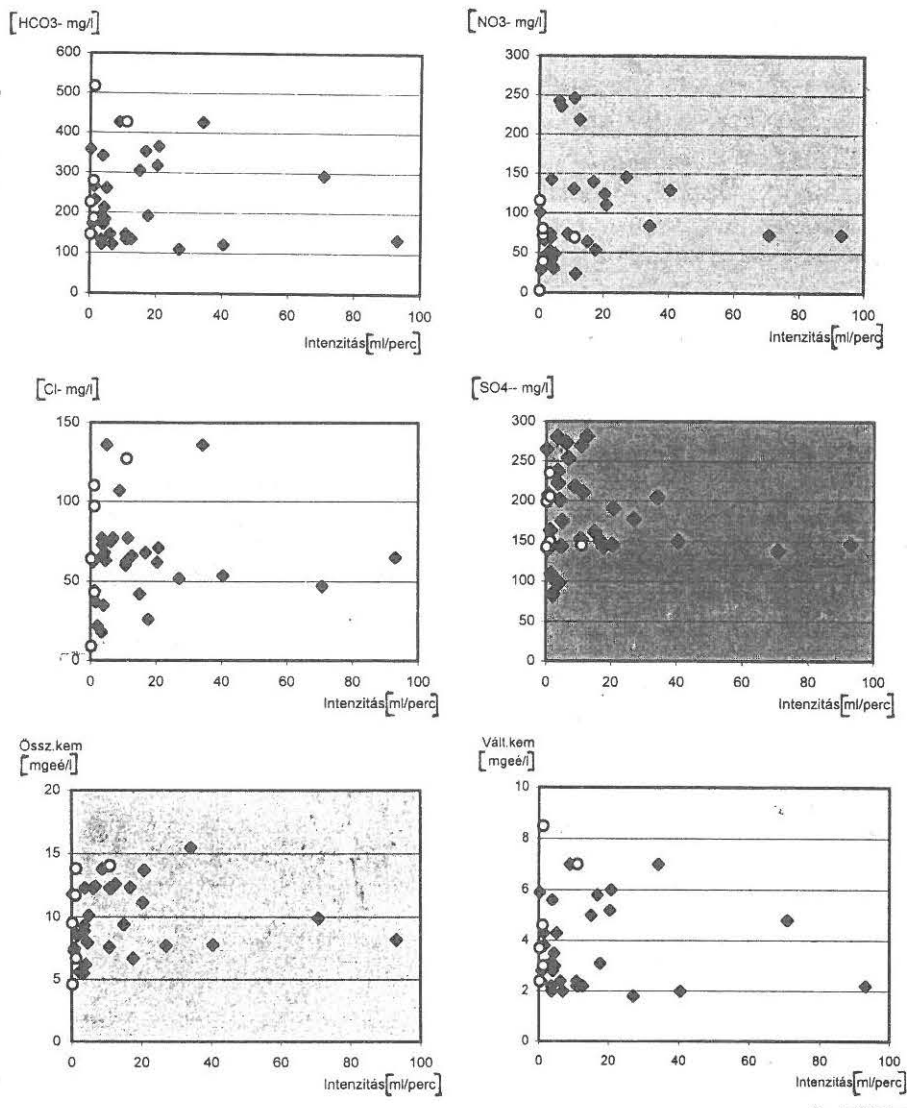 [HCO3- mg/l]
600
500
400
300
200
100
0
0 20 40 60 80 100
Intenzitás[ml/perc]
[NO3- mg/l]
300
250
200
150
100
50
0
0 20 40 60 80 100
Intenzitás[ml/perc]
[Cl- mg/l]
150
100
50
0
0 20 40 60 80 100
Intenzitás[ml/perc]
[SO4-- mg/l]
300
250
200
150
100
50
0
0 20 40 60 80 100
Intenzitás[ml/perc]
Össz.kem
[mgeé/l]
20
15
10
5
0
0 20 40 60 80 100
Intenzitás[ml/perc]
Vált.kem
[mgeé/l]
10
8
6
4
2
0
0 20 40 60 80 100
Intenzitás[ml/perc]